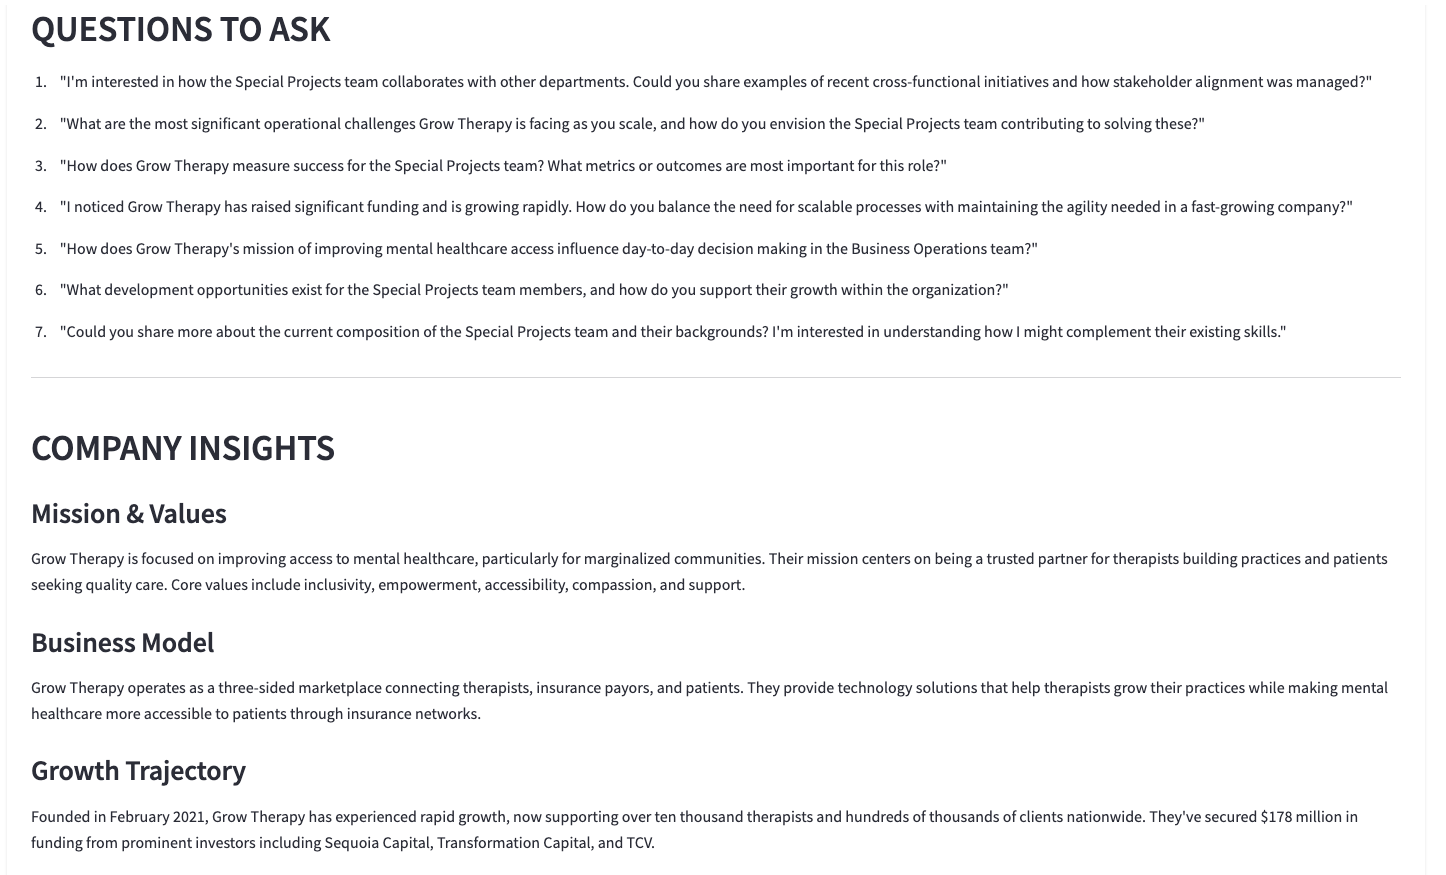 QUESTIONS TO ASK
1. "I'm interested in how the Special Projects team collaborates with other departments. Could you share examples of recent cross-functional initiatives and how stakeholder alignment was managed?"
2. "What are the most significant operational challenges Grow Therapy is facing as you scale, and how do you envision the Special Projects team contributing to solving these?"
3. "How does Grow Therapy measure success for the Special Projects team? What metrics or outcomes are most important for this role?"
4. "I noticed Grow Therapy has raised significant funding and is growing rapidly. How do you balance the need for scalable processes with maintaining the agility needed in a fast-growing company?"
5. "How does Grow Therapy's mission of improving mental healthcare access influence day-to-day decision making in the Business Operations team?"
6. "What development opportunities exist for the Special Projects team members, and how do you support their growth within the organization?"
7. "Could you share more about the current composition of the Special Projects team and their backgrounds? I'm interested in understanding how I might complement their existing skills."
COMPANY INSIGHTS
Mission & Values
Grow Therapy is focused on improving access to mental healthcare, particularly for marginalized communities. Their mission centers on being a trusted partner for therapists building practices and patients
seeking quality care. Core values include inclusivity, empowerment, accessibility, compassion, and support.
Business Model
Grow Therapy operates as a three-sided marketplace connecting therapists, insurance payors, and patients. They provide technology solutions that help therapists grow their practices while making mental
healthcare more accessible to patients through insurance networks.
Growth Trajectory
Founded in February 2021, Grow Therapy has experienced rapid growth, now supporting over ten thousand therapists and hundreds of thousands of clients nationwide. They've secured $178 million in
funding from prominent investors including Sequoia Capital, Transformation Capital, and TCV.